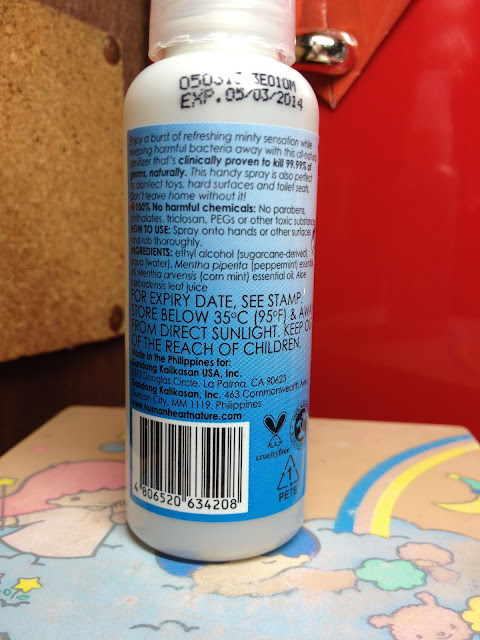 3E010M
EXP. 05/03/2014
Enjoy a burst of refreshing minty sensation while
keeping harmful bacteria away with this all-natural
sanitizer that's clinically proven to kill 99.99% of
germs, naturally. This handy spray is also perfect
to disinfect toys, hard surfaces and toilet seats.
Don't leave home without it!
100%. No harmful chemicals: No parabens,
phthalates, triclosan, PEGs or other toxic substances
HOW TO USE: Spray onto hands or other surfaces
and rub thoroughly.
INGREDIENTS: ethyl alcohol (sugarcane-derived),
aqua (water), Mentha piperita (peppermint) essential
oil, Mentha arvensis (corn mint) essential oil, Aloe
barbadensis leaf juice
FOR EXPIRY DATE, SEE STAMP.
STORE BELOW 35°C (95°F) & AWAY
FROM DIRECT SUNLIGHT. KEEP OUT
OF THE REACH OF CHILDREN.
Made in the Philippines for:
Gandang Kalikasan USA, Inc.
Douglas Circle, La Palma, CA 90623
Gandang Kalikasan, Inc. 463 Commonwealth Ave.
Quezon City, MM 1119, Philippines
www.humanheartnature.com
crueltyfree
1
PETE
4 806520 634208